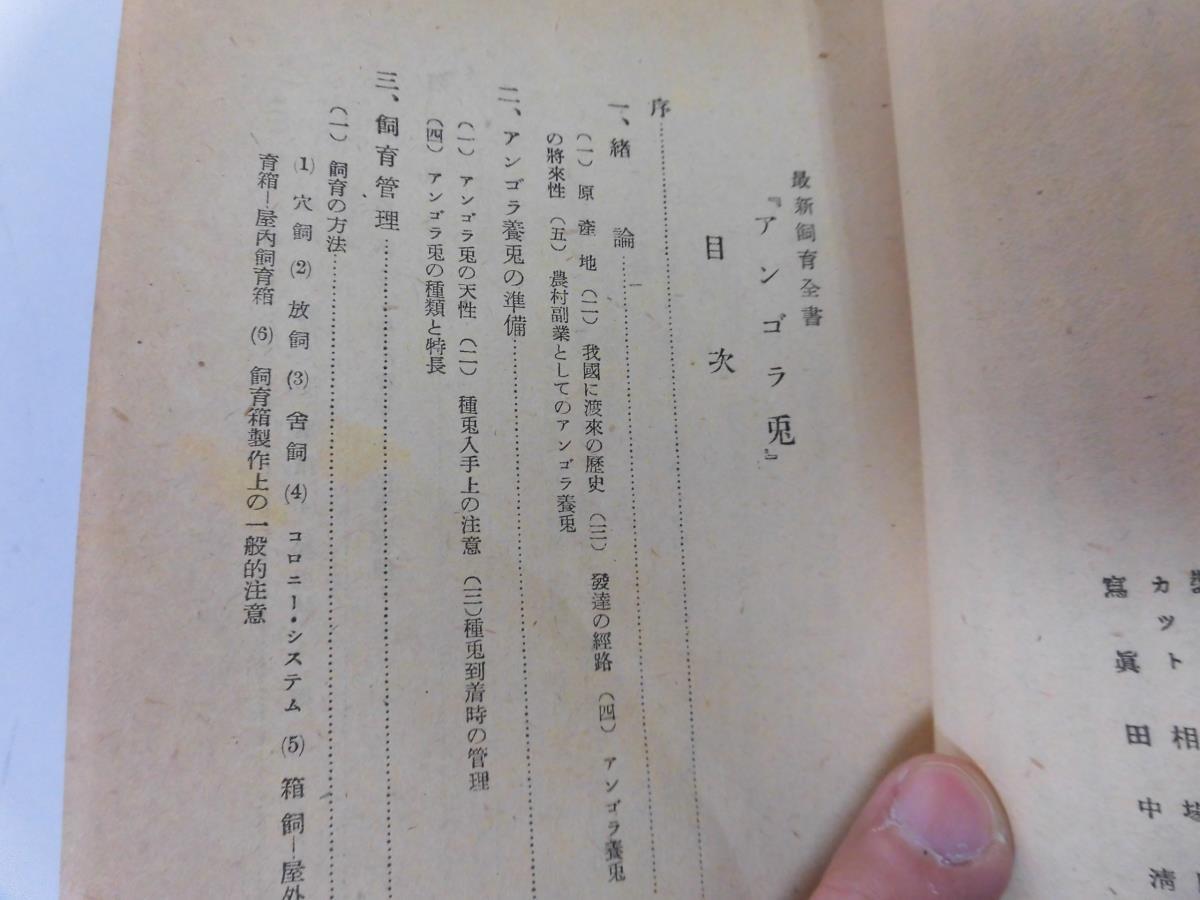 装
カット 相場
寫眞 田中淸
最新飼育全書
『アンゴラ兎』
目次
序
一、緒論
(一) 原產地 (二) 我國に渡來の歷史 (三) 發達の經路 (四) アンゴラ養兎
の將來性 (五) 農村副業としてのアンゴラ養兎
二、アンゴラ養兎の準備
(一) アンゴラ兎の天性 (二) 種兎入手上の注意 (三)種兎到着時の管理
(四) アンゴラ兎の種類と特長
三、飼育管理
(一) 飼育の方法
(1) 穴飼 (2) 放飼 (3) 舍飼 (4) コロニー・システム (5) 箱飼―屋外
育箱―屋內飼育箱 (6) 飼育箱製作上の一般的注意